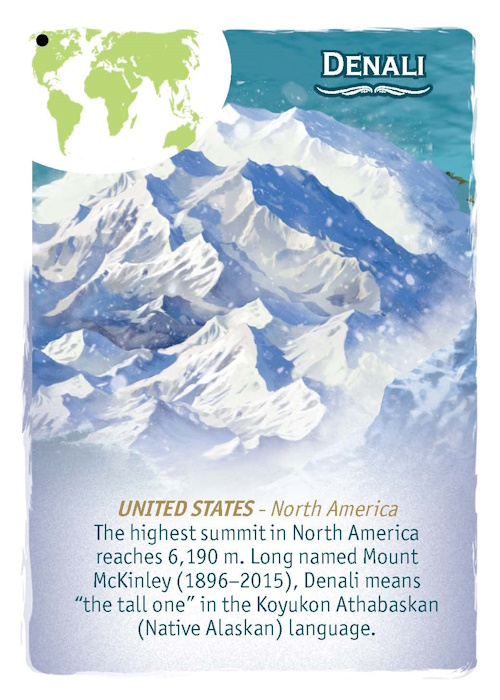 DENALI
UNITED STATES - North America
The highest summit in North America
reaches 6,190 m. Long named Mount
McKinley (1896–2015), Denali means
“the tall one” in the Koyukon Athabaskan
(Native Alaskan) language.